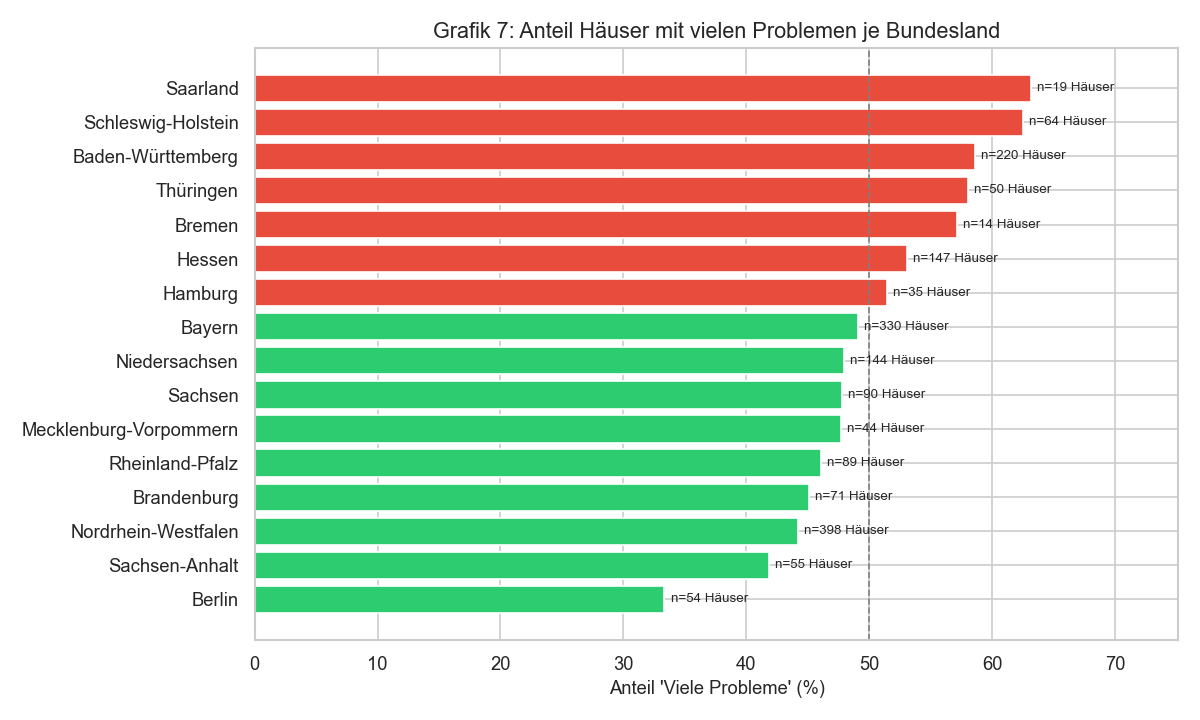 Grafik 7: Anteil Häuser mit vielen Problemen je Bundesland
Saarland n=19 Häuser
Schleswig-Holstein n=64 Häuser
Baden-Württemberg n=220 Häuser
Thüringen n=50 Häuser
Bremen n=14 Häuser
Hessen n=147 Häuser
Hamburg n=35 Häuser
Bayern n=330 Häuser
Niedersachsen n=144 Häuser
Sachsen n=90 Häuser
Mecklenburg-Vorpommern n=44 Häuser
Rheinland-Pfalz n=89 Häuser
Brandenburg n=71 Häuser
Nordrhein-Westfalen n=398 Häuser
Sachsen-Anhalt n=55 Häuser
Berlin n=54 Häuser
0 10 20 30 40 50 60 70
Anteil 'Viele Probleme' (%)